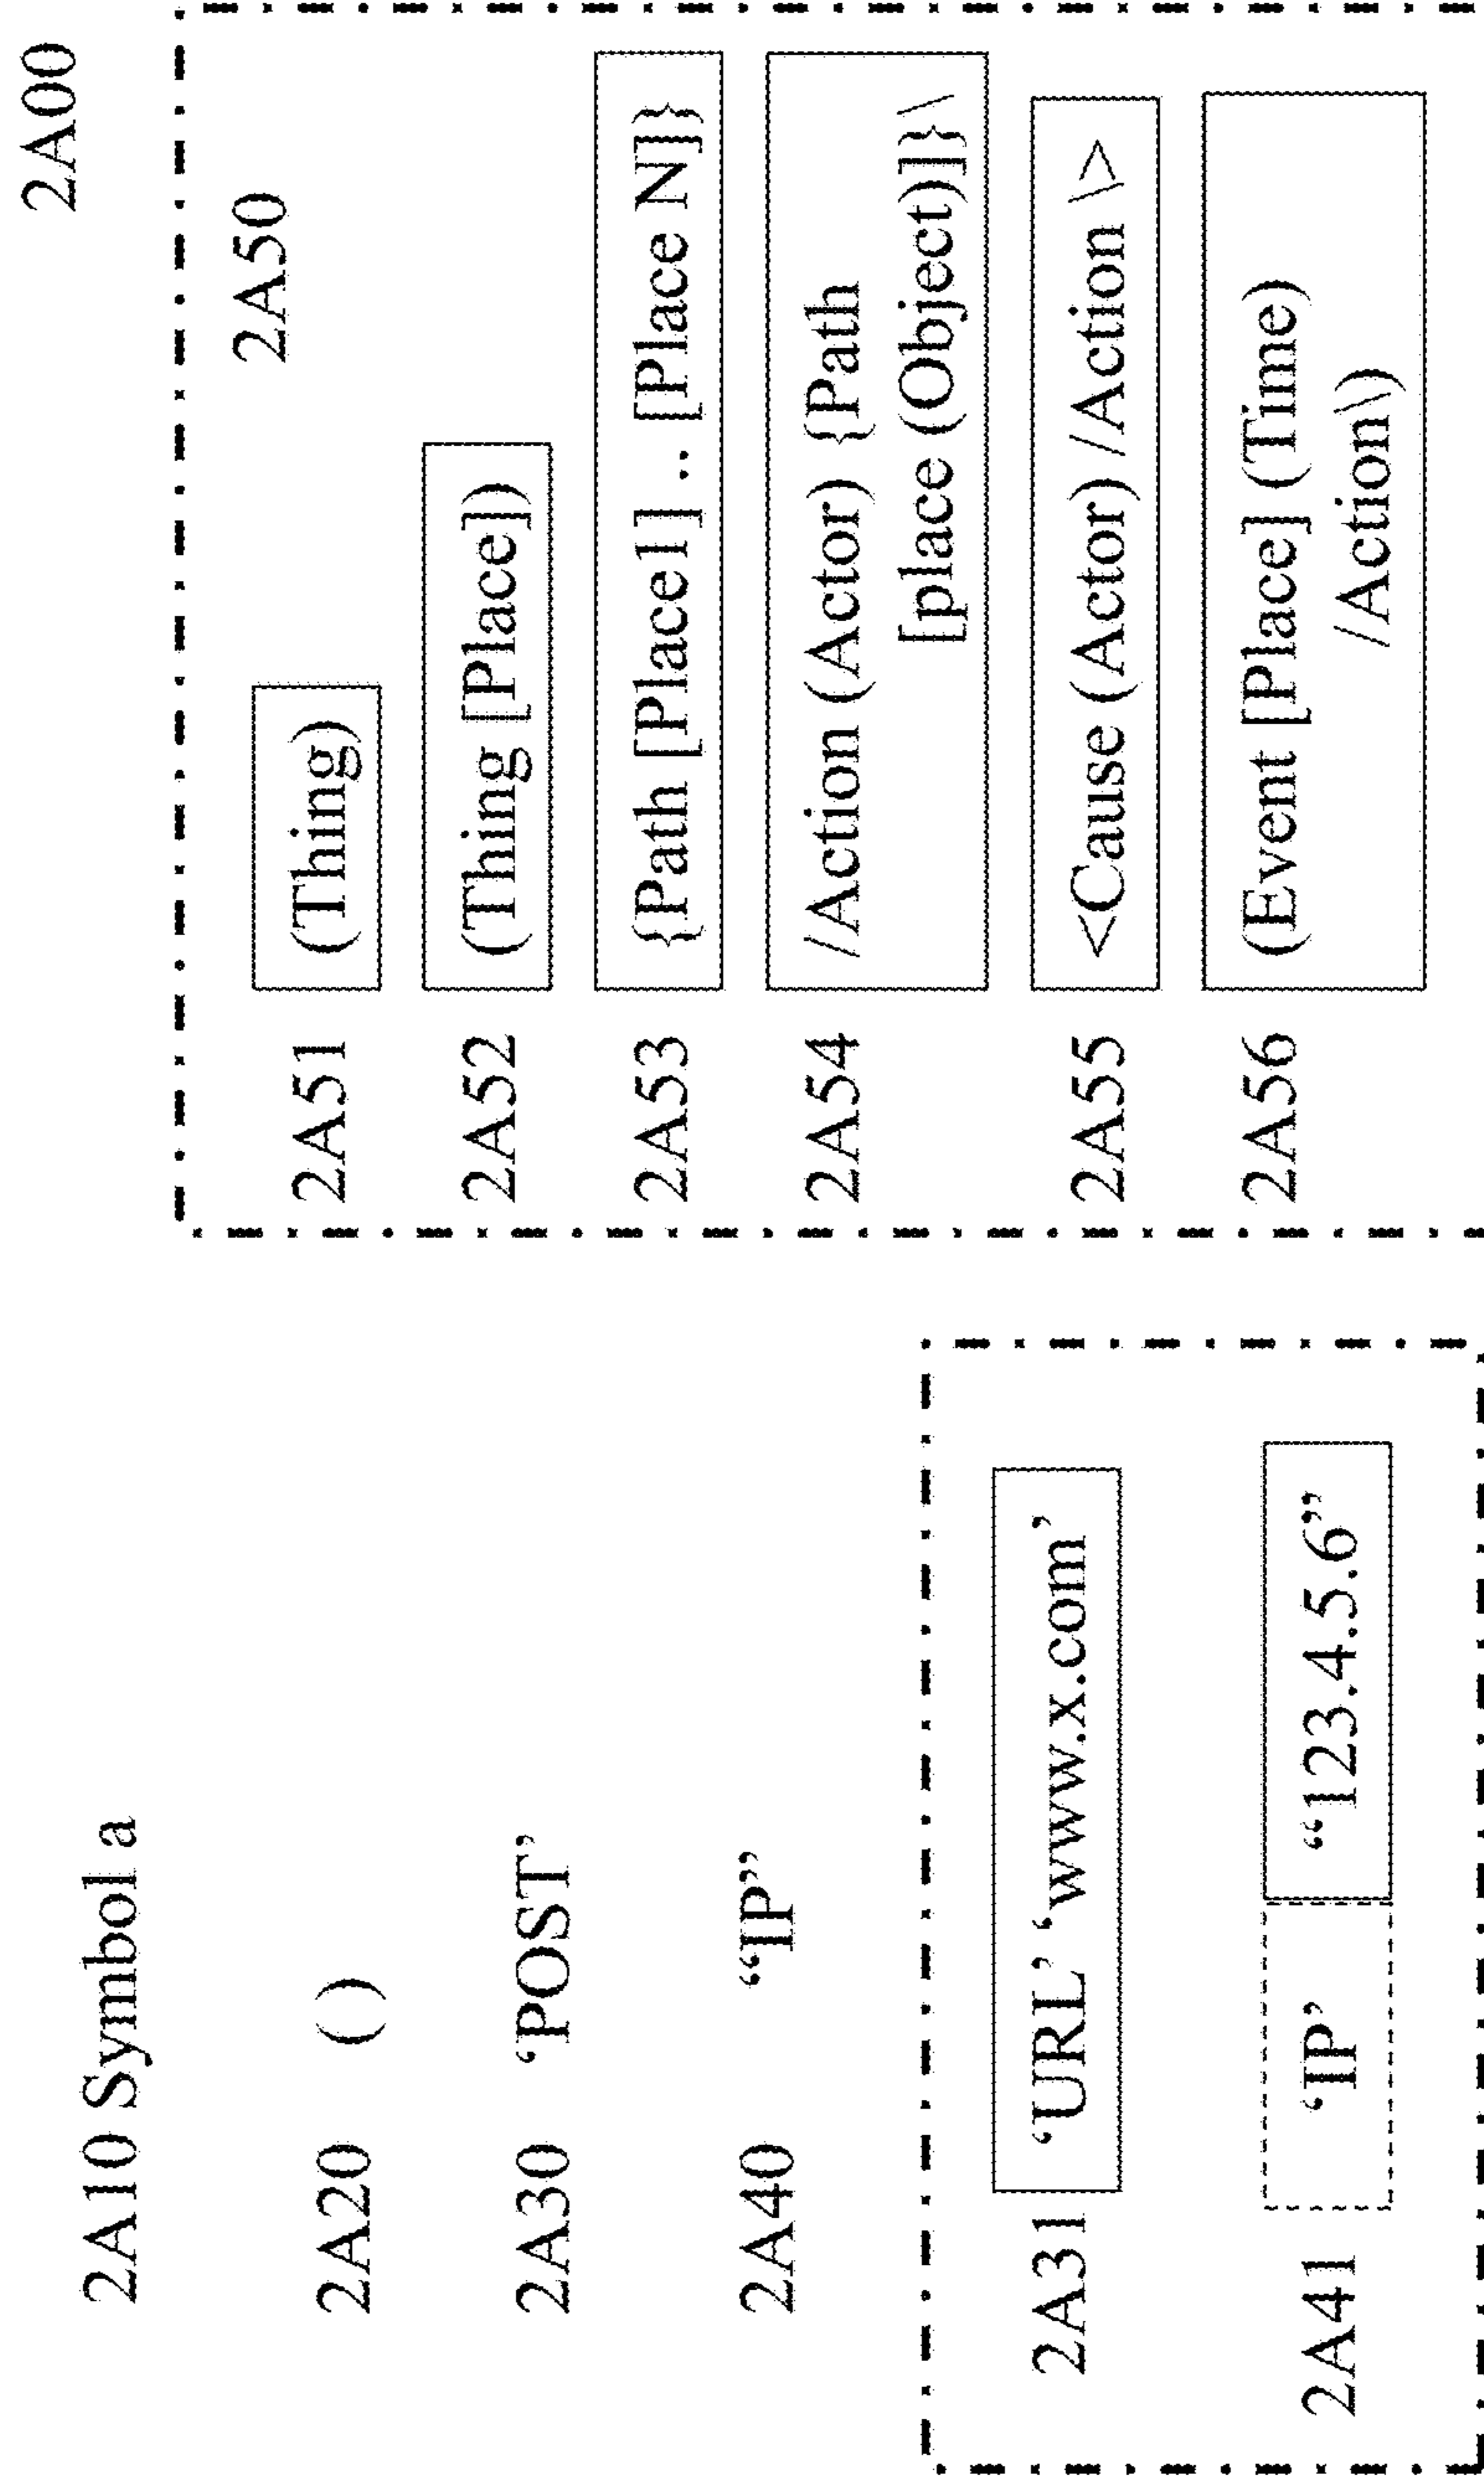 2A00
2A10 Symbol a
2A20 ( )
2A30 ‘POST’
2A40 “IP”
2A31 ‘URL’ ‘www.x.com’
2A41 ‘IP’ “123.4.5.6”
2A50
2A51 (Thing)
2A52 (Thing [Place])
2A53 {Path [Place1] .. [Place N]}
2A54 /Action (Actor) {Path
[place (Object)]}\
2A55 <Cause (Actor) /Action \>
2A56 (Event [Place] (Time)
/Action\)